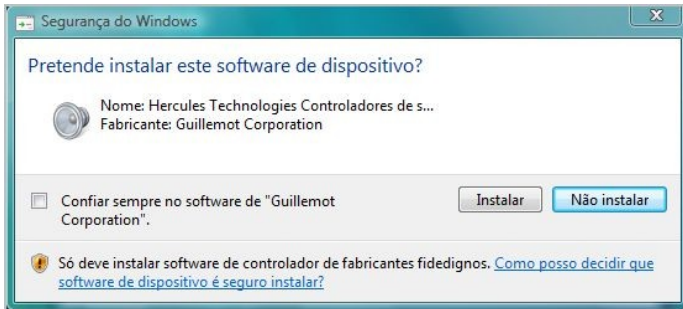 Segurança do Windows
Pretende instalar este software de dispositivo?
Nome: Hercules Technologies Controladores de s...
Fabricante: Guillemot Corporation
Confiar sempre no software de "Guillemot
Corporation".
Instalar
Não instalar
Só deve instalar software de controlador de fabricantes fidedignos. Como posso decidir que
software de dispositivo é seguro instalar?